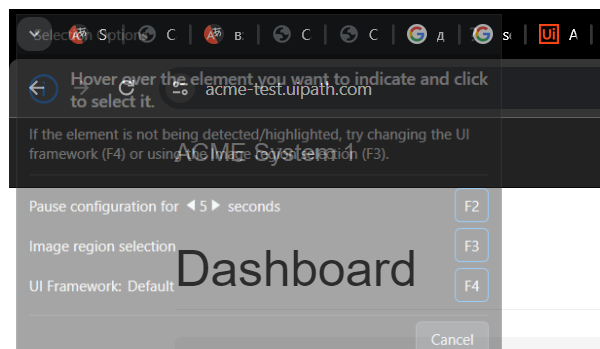 Selection Options
S C в: C C д so Ui A
Hover over the element you want to indicate and click
to select it.
acme-test.uipath.com
If the element is not being detected/highlighted, try changing the UI
framework (F4) or using the Image region selection (F3).
ACME System 1
Pause configuration for 5 seconds F2
Image region selection F3
Dashboard
UI Framework: Default F4
Cancel